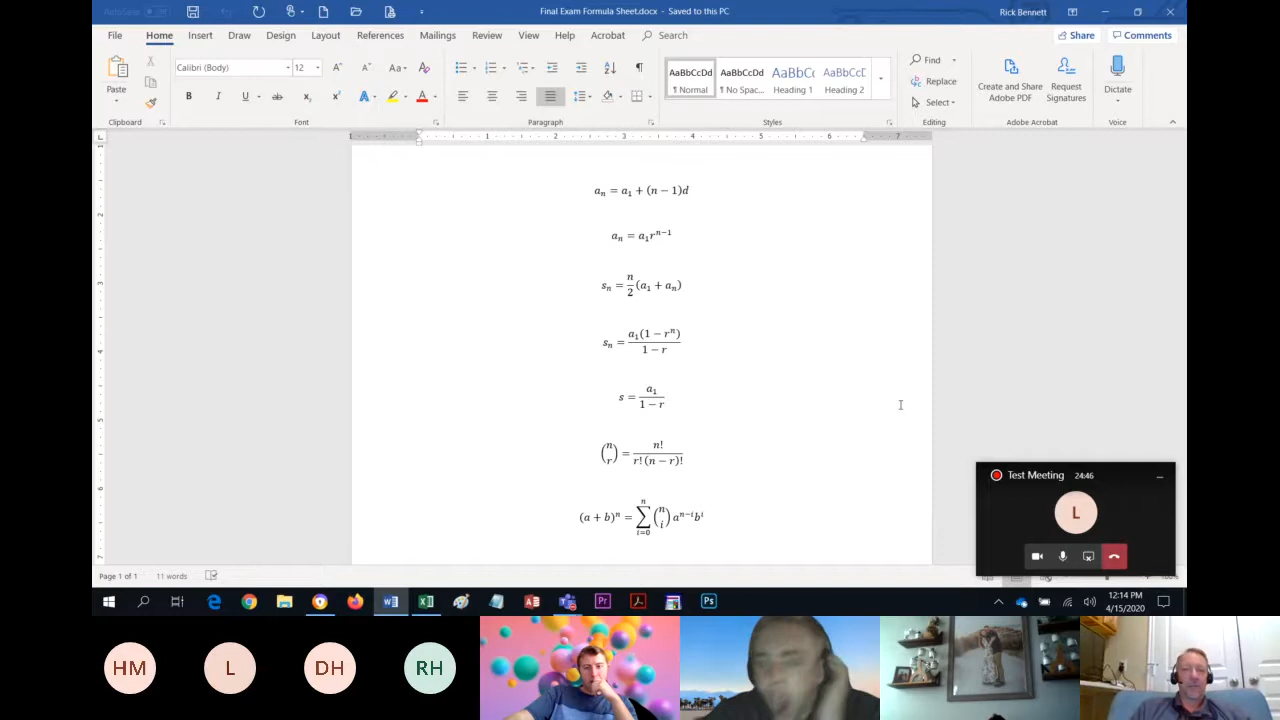 AutoSave
Final Exam Formula Sheet.docx - Saved to this PC
Rick Bennett
File Home Insert Draw Design Layout References Mailings Review View Help Acrobat Search
Share Comments
Paste
Clipboard
Calibri (Body) 12
Font
Paragraph
AaBbCcDd AaBbCcDd AaBbCc AaBbCcD
¶ Normal ¶ No Spac... Heading 1 Heading 2
Styles
Find
Replace
Select
Editing
Create and Share Adobe PDF
Request Signatures
Adobe Acrobat
Dictate
Voice
a_n = a_1 + (n − 1)d
a_n = a_1 r^{n−1}
s_n = n/2 (a_1 + a_n)
s_n = a_1(1 − r^n)/(1 − r)
s = a_1/(1 − r)
(n r) = n!/(r! (n − r)!)
(a + b)^n = ∑_{i=0}^{n} (n i) a^{n−i} b^i
Test Meeting 24:46
L
Page 1 of 1 11 words
12:14 PM
4/15/2020
HM L DH RH